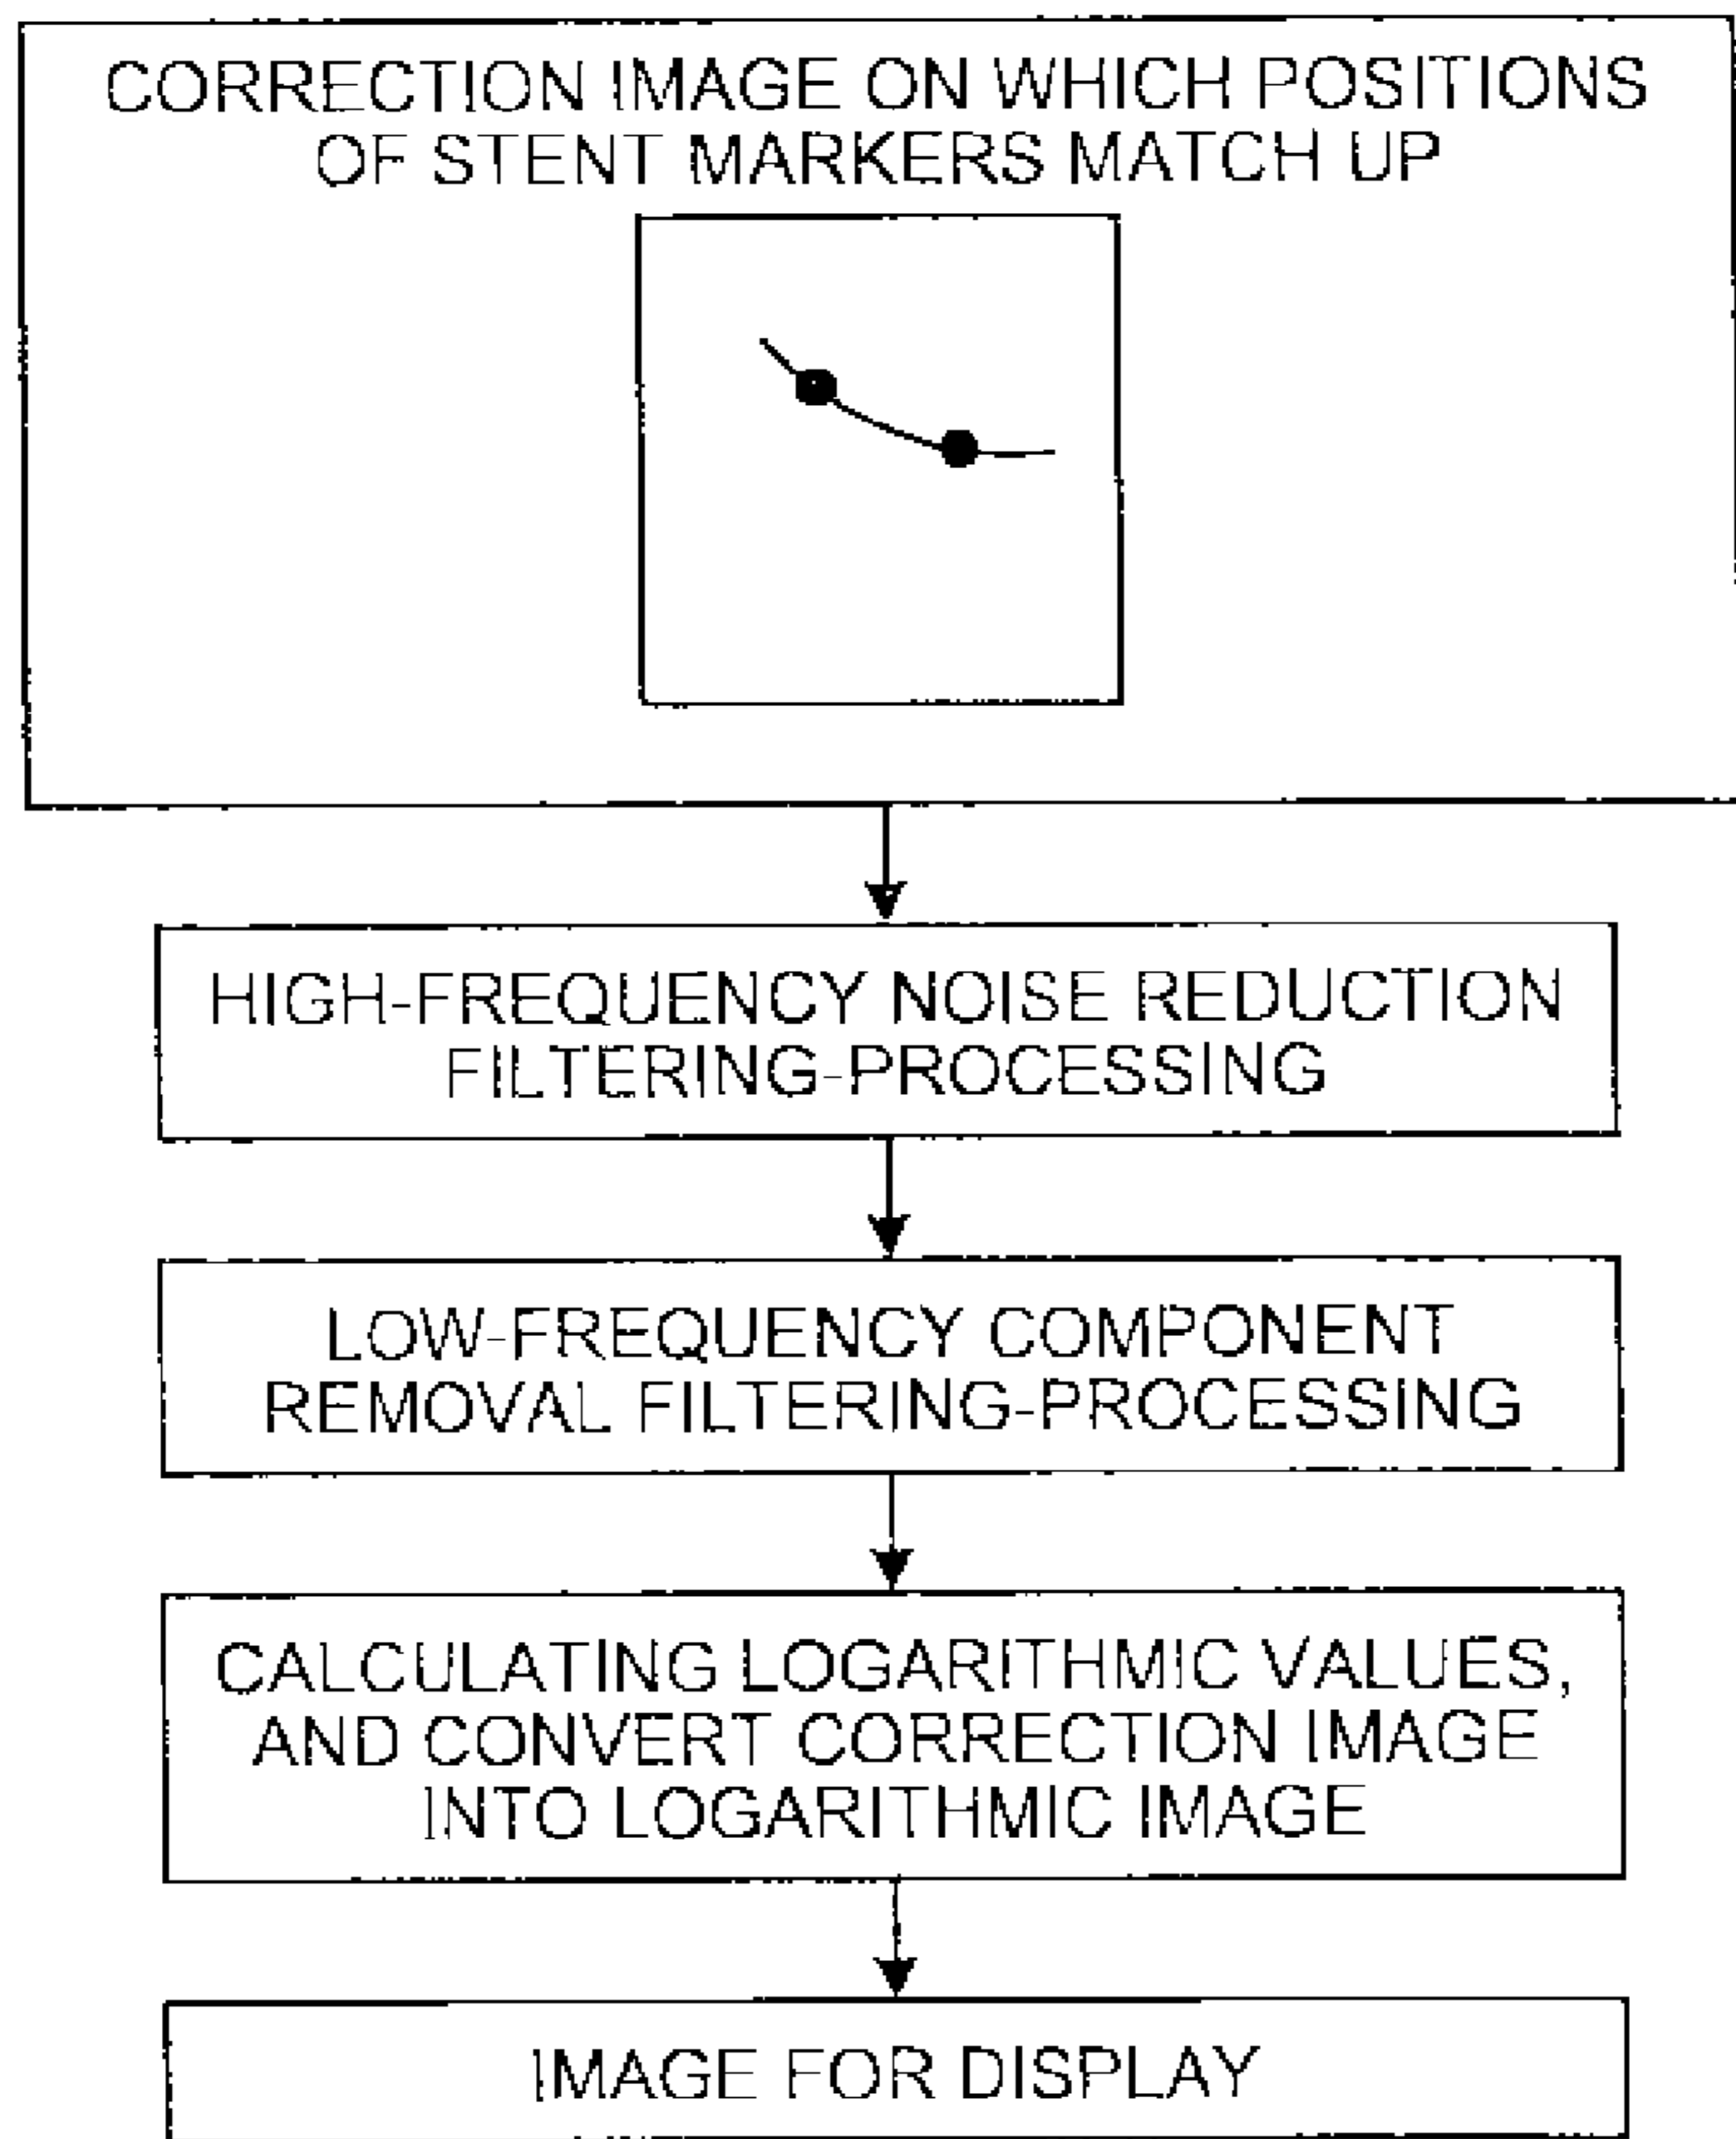 CORRECTION IMAGE ON WHICH POSITIONS
OF STENT MARKERS MATCH UP
HIGH-FREQUENCY NOISE REDUCTION
FILTERING-PROCESSING
LOW-FREQUENCY COMPONENT
REMOVAL FILTERING-PROCESSING
CALCULATING LOGARITHMIC VALUES,
AND CONVERT CORRECTION IMAGE
INTO LOGARITHMIC IMAGE
IMAGE FOR DISPLAY